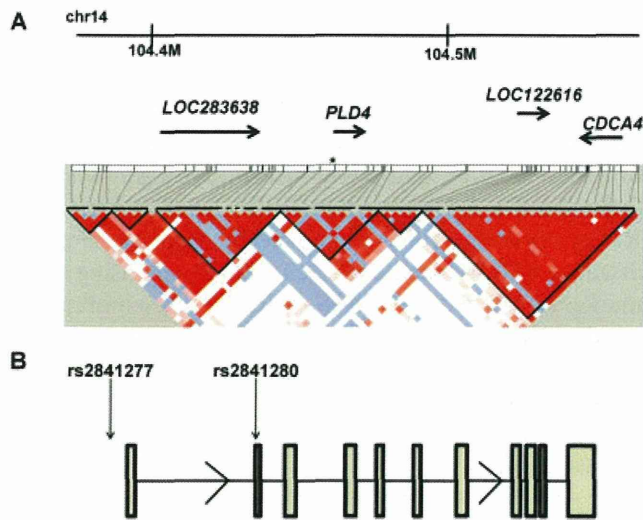 A
chr14
104.4M
104.5M
LOC283638
PLD4
LOC122616
CDCA4
*
B
rs2841277
rs2841280